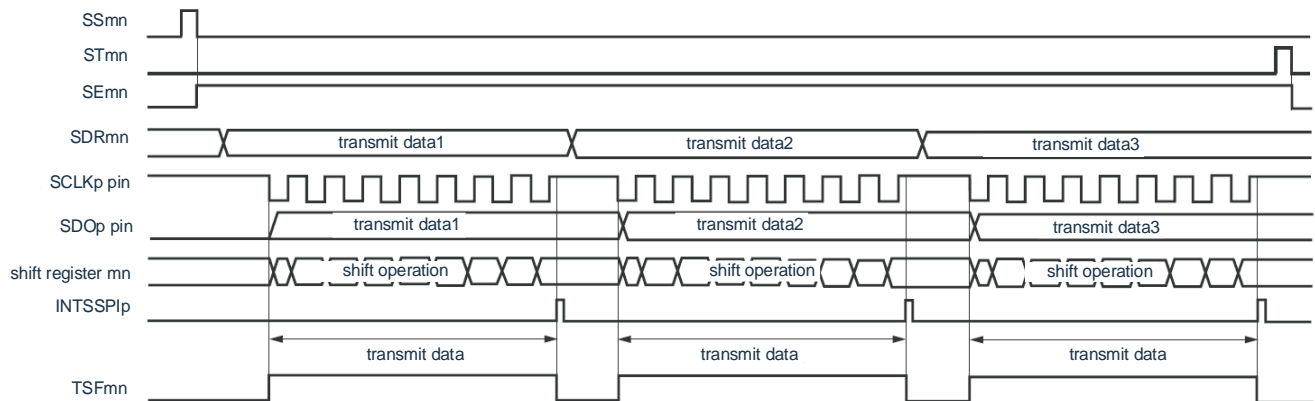 SSmn
STmn
SEmn
SDRmn transmit data1 transmit data2 transmit data3
SCLKp pin
SDOp pin transmit data1 transmit data2 transmit data3
shift register mn shift operation shift operation shift operation
INTSSPIp
transmit data transmit data transmit data
TSFmn